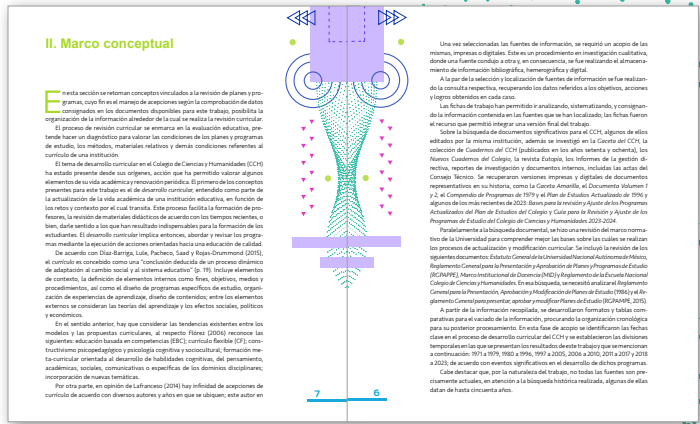 II. Marco conceptual
En esta sección se retoman conceptos vinculados a la revisión de planes y pro-
gramas, cuyo fin es el manejo de acepciones según la comprobación de datos
consignados en los documentos disponibles para este trabajo, posibilita la
organización de la información alrededor de la cual se realiza la revisión curricular.
El proceso de revisión curricular se enmarca en la evaluación educativa, pre-
tende hacer un diagnóstico para valorar las condiciones de los planes y programas
de estudio, los métodos, materiales relativos y demás condiciones referentes al
currículo de una institución.
El tema de desarrollo curricular en el Colegio de Ciencias y Humanidades (CCH)
ha estado presente desde sus orígenes, acción que ha permitido valorar algunos
elementos de su vida académica y renovación periódica. El primero de los conceptos
presentes para este trabajo es el de desarrollo curricular, entendido como parte de
la actualización de la vida académica de una institución educativa, en función de
los retos y contexto por el cual transita. Este proceso facilita la formación de pro-
fesores, la revisión de materiales didácticos de acuerdo con los tiempos recientes, o
bien, darle sentido a los que han resultado indispensables para la formación de los
estudiantes. El desarrollo curricular implica entonces, abordar y revisar los progra-
mas mediante la ejecución de acciones orientadas hacia una educación de calidad.
De acuerdo con Díaz-Barriga, Lule, Pacheco, Saad y Rojas-Drummond (2015),
el currículo es concebido como una "conclusión deducida de un proceso dinámico
de adaptación al cambio social y al sistema educativo" (p. 19). Incluye elementos
de contexto, la definición de elementos internos como fines, objetivos, medios y
procedimientos, así como el diseño de programas específicos de estudio, organi-
zación de experiencias de aprendizaje, diseño de contenidos; entre los elementos
externos se consideran las teorías del aprendizaje y los efectos sociales, políticos
y económicos.
En el sentido anterior, hay que considerar las tendencias existentes entre los
modelos y las propuestas curriculares, al respecto Flórez (2006) reconoce las
siguientes: educación basada en competencias (EBC); currículo flexible (CF); cons-
tructivismo psicopedagógico y psicología cognitiva y sociocultural; formación me-
ta-curricular orientada al desarrollo de habilidades cognitivas, del pensamiento,
académicas, sociales, comunicativas o específicas de los dominios disciplinares;
incorporación de nuevas temáticas.
Por otra parte, en opinión de Lafrancesco (2014) hay infinidad de acepciones de
currículo de acuerdo con diversos autores y años en que se ubiquen; este autor en
7
6
Una vez seleccionadas las fuentes de información, se requirió un acopio de las
mismas, impresas o digitales. Este es un procedimiento en investigación cualitativa,
donde una fuente condujo a otra y, en consecuencia, se fue realizando el almacena-
miento de información bibliográfica, hemerográfica y digital.
A la par de la selección y localización de fuentes de información se fue realizan-
do la consulta respectiva, recuperando los datos referidos a los objetivos, acciones
y logros obtenidos en cada caso.
Las fichas de trabajo han permitido ir analizando, sistematizando, y consignan-
do la información contenida en las fuentes que se han localizado; las fichas fueron
el recurso que permitió integrar una versión final del trabajo.
Sobre la búsqueda de documentos significativos para el CCH, algunos de ellos
editados por la misma institución, además se investigó en la Gaceta del CCH, la
colección de Cuadernos del CCH (publicados en los años setenta y ochenta), los
Nuevos Cuadernos del Colegio, la revista Eutopía, los Informes de la gestión di-
rectiva, reportes de investigación y documentos internos, incluidas las actas del
Consejo Técnico. Se recuperaron versiones impresas y digitales de documentos
representativos en su historia, como la Gaceta Amarilla, el Documenta Volumen 1
y 2, el Compendio de Programas de 1979 y el Plan de Estudios Actualizado de 1996 y
algunos de los más recientes de 2023: Bases para la revisión y Ajuste de los Programas
Actualizados del Plan de Estudios del Colegio y Guía para la Revisión y Ajuste de los
Programas de Estudio del Colegio de Ciencias y Humanidades 2023-2024.
Paralelamente a la búsqueda documental, se hizo una revisión del marco norma-
tivo de la Universidad para comprender mejor las bases sobre las cuales se realizan
los procesos de actualización y modificación curricular. Se incluyó la revisión de los
siguientes documentos: Estatuto General de la Universidad Nacional Autónoma de México,
Reglamento General para la Presentación y Aprobación de Planes y Programas de Estudio
(RGPAPPE), Marco Institucional de Docencia (MID) y Reglamento de la Escuela Nacional
Colegio de Ciencias y Humanidades. En esa búsqueda, se necesitó analizar el Reglamento
General para la Presentación, Aprobación y Modificación de Planes de Estudio (1986) y el Re-
glamento General para presentar, aprobar y modificar Planes de Estudio (RGPAMPE, 2015).
A partir de la información recopilada, se desarrollaron formatos y tablas com-
parativas para el vaciado de la información, procurando la organización cronológica
para su posterior procesamiento. En esta fase de acopio se identificaron las fechas
clave en el proceso de desarrollo curricular del CCH y se establecieron las divisiones
temporales en las que se presentan los resultados de este trabajo y que se mencionan
a continuación: 1971 a 1979, 1980 a 1996, 1997 a 2005, 2006 a 2010, 2011 a 2017 y 2018
a 2023; de acuerdo con eventos significativos en el desarrollo de dichos programas.
Cabe destacar que, por la naturaleza del trabajo, no todas las fuentes son pre-
cisamente actuales, en atención a la búsqueda histórica realizada, algunas de ellas
datan de hasta cincuenta años.